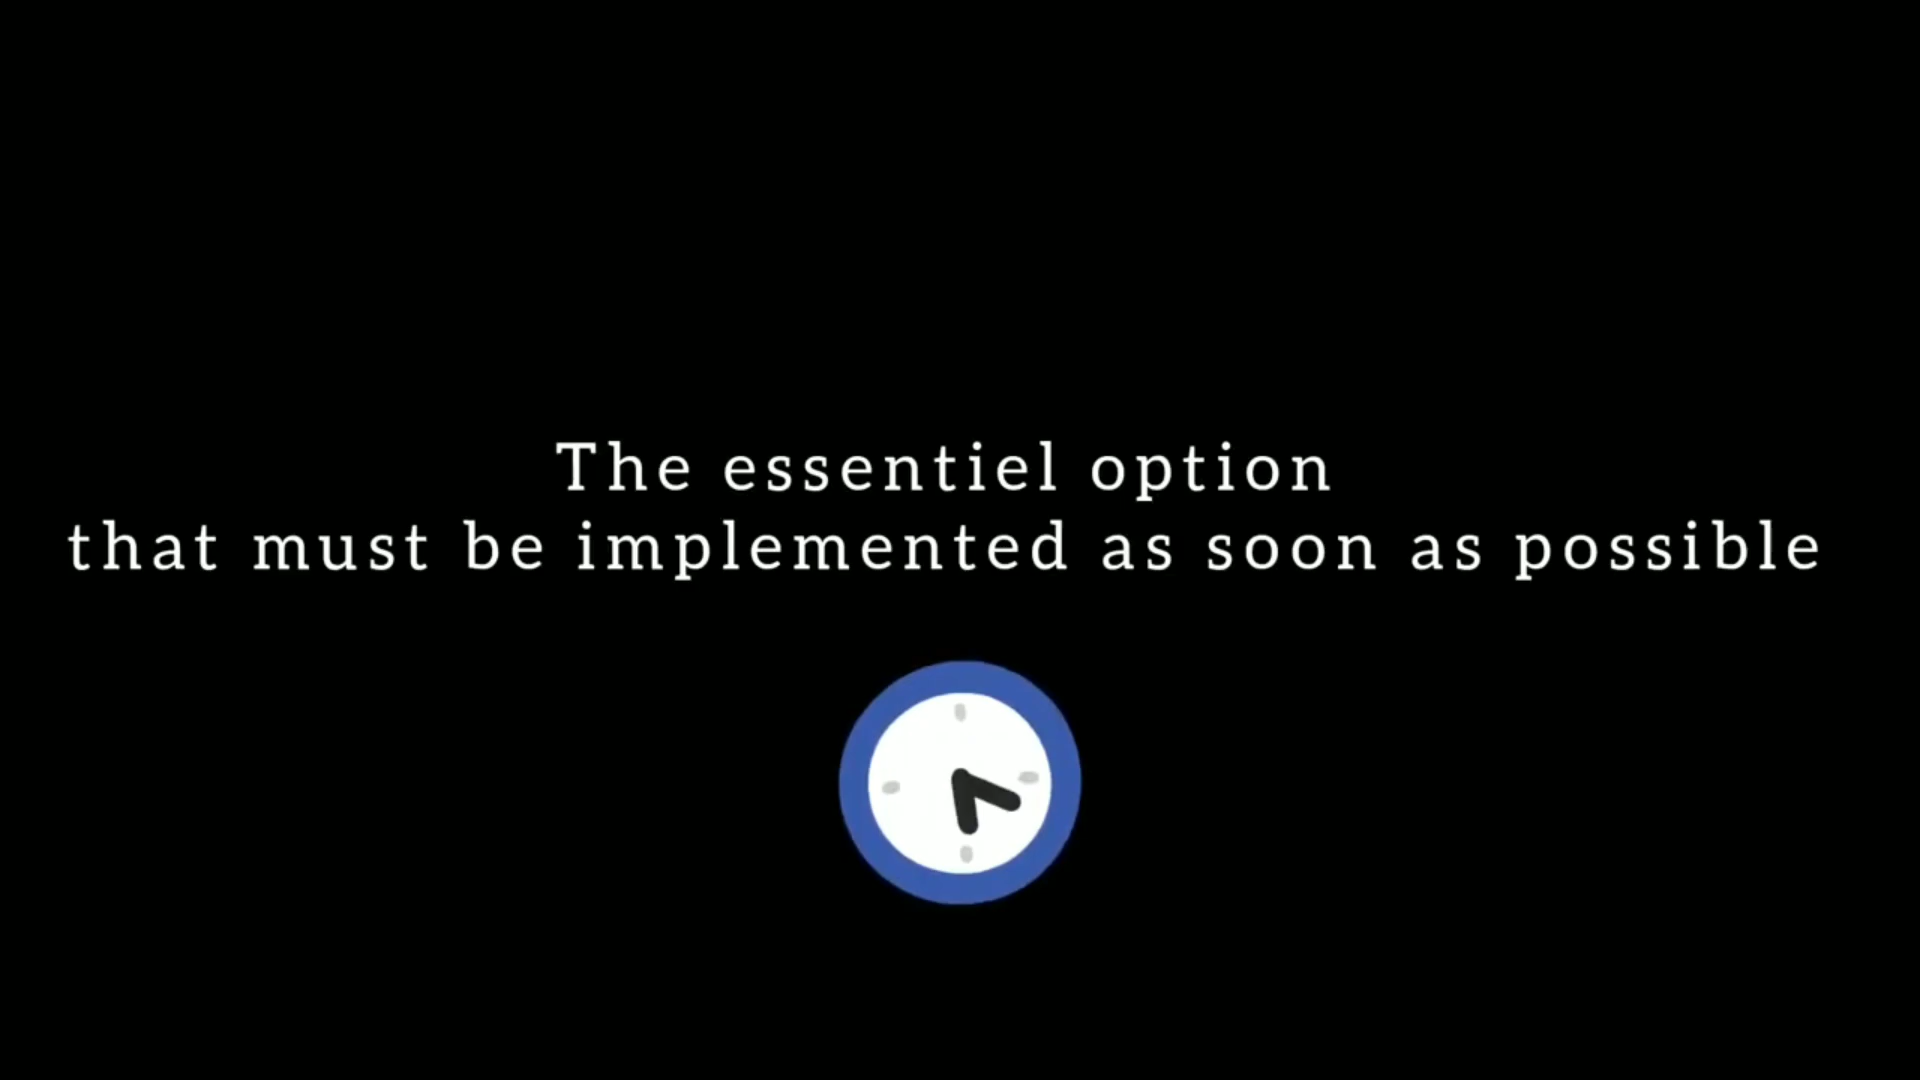 The essentiel option
that must be implemented as soon as possible